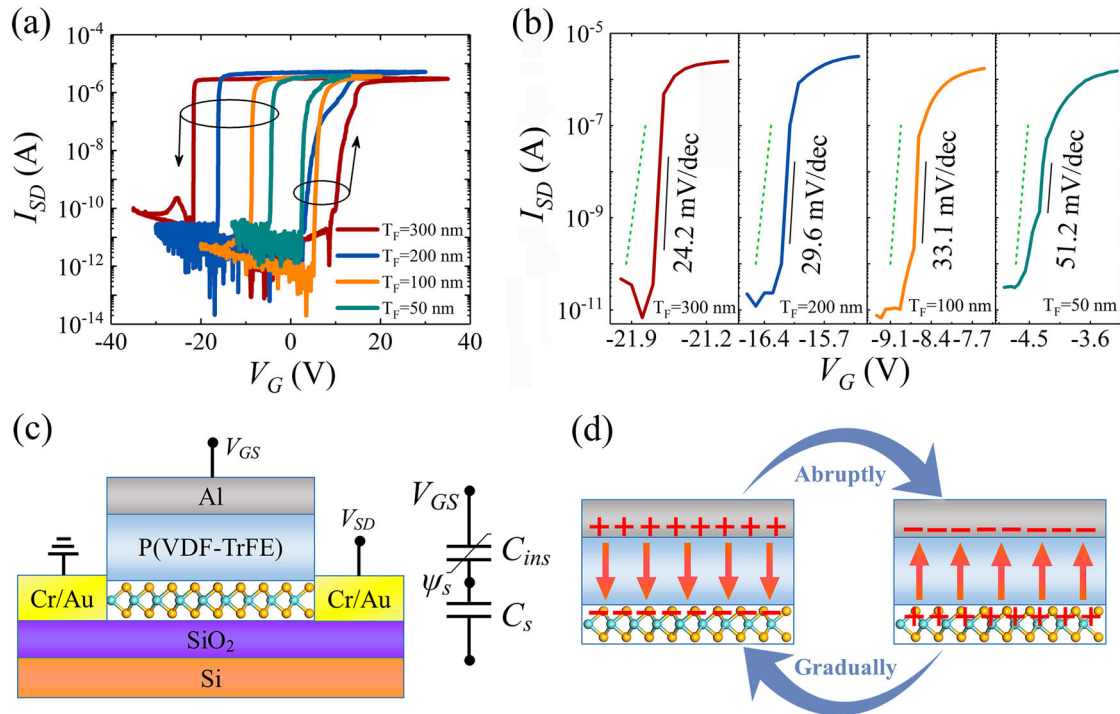 (a)
10⁻⁴
10⁻⁶
10⁻⁸
10⁻¹⁰
10⁻¹²
10⁻¹⁴
I_SD (A)
T_F=300 nm
T_F=200 nm
T_F=100 nm
T_F=50 nm
-40 -20 0 20 40
V_G (V)
(b)
10⁻⁵
10⁻⁷
10⁻⁹
10⁻¹¹
I_SD (A)
24.2 mV/dec
29.6 mV/dec
33.1 mV/dec
51.2 mV/dec
T_F=300 nm
T_F=200 nm
T_F=100 nm
T_F=50 nm
-21.9 -21.2 -16.4 -15.7 -9.1 -8.4 -7.7 -4.5 -3.6
V_G (V)
(c)
V_GS
Al
V_SD
P(VDF-TrFE)
Cr/Au
Cr/Au
SiO₂
Si
V_GS
C_ins
ψ_s
C_s
(d)
Abruptly
+ + + + + + +
Gradually